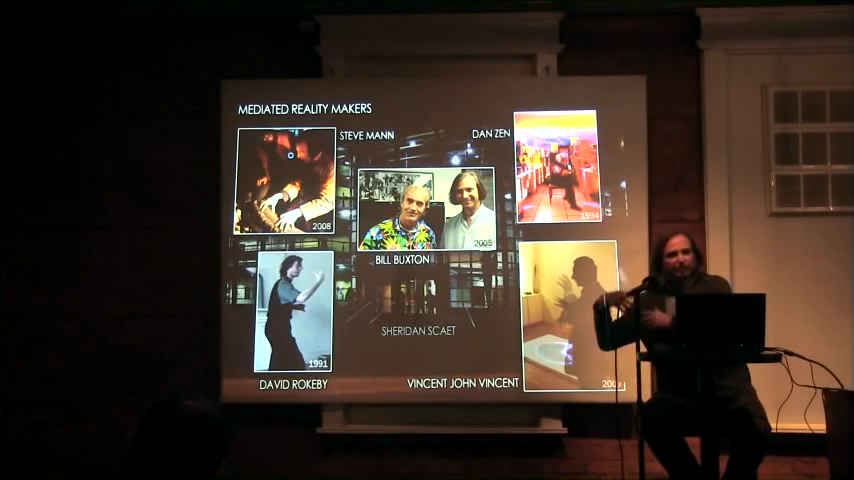 MEDIATED REALITY MAKERS
STEVE MANN
DAN ZEN
2008
1994
2005
BILL BUXTON
SHERIDAN SCAET
1991
DAVID ROKEBY
VINCENT JOHN VINCENT